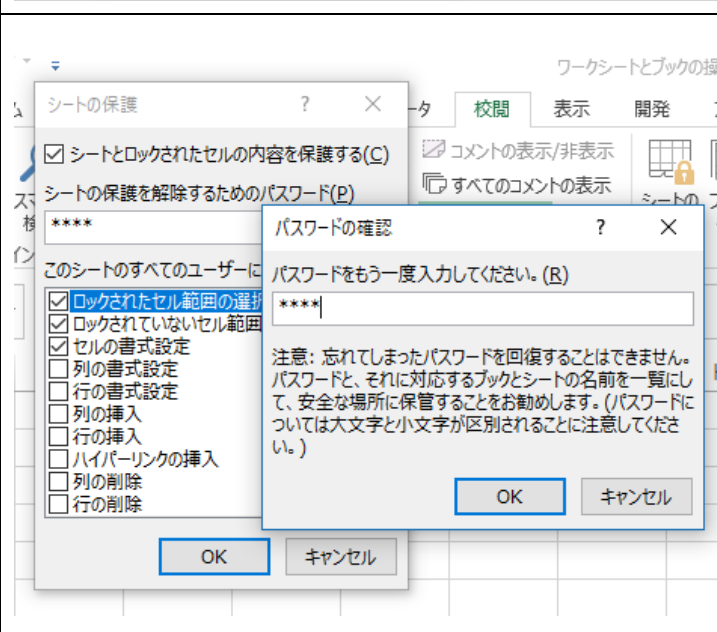 ワークシートとブックの操
シートの保護 ? ×
ータ 校閲 表示 開発
シートとロックされたセルの内容を保護する(C)
コメントの表示/非表示
シートの保護を解除するためのパスワード(P)
すべてのコメントの表示
シートの
****
パスワードの確認 ? ×
このシートのすべてのユーザーに
パスワードをもう一度入力してください。(R)
****
ロックされたセル範囲の選択
ロックされていないセル範囲
セルの書式設定
列の書式設定
行の書式設定
列の挿入
行の挿入
ハイパーリンクの挿入
列の削除
行の削除
注意: 忘れてしまったパスワードを回復することはできません。
パスワードと、それに対応するブックとシートの名前を一覧にし
て、安全な場所に保管することをお勧めします。(パスワードに
ついては大文字と小文字が区別されることに注意してくださ
い。)
OK キャンセル
OK キャンセル